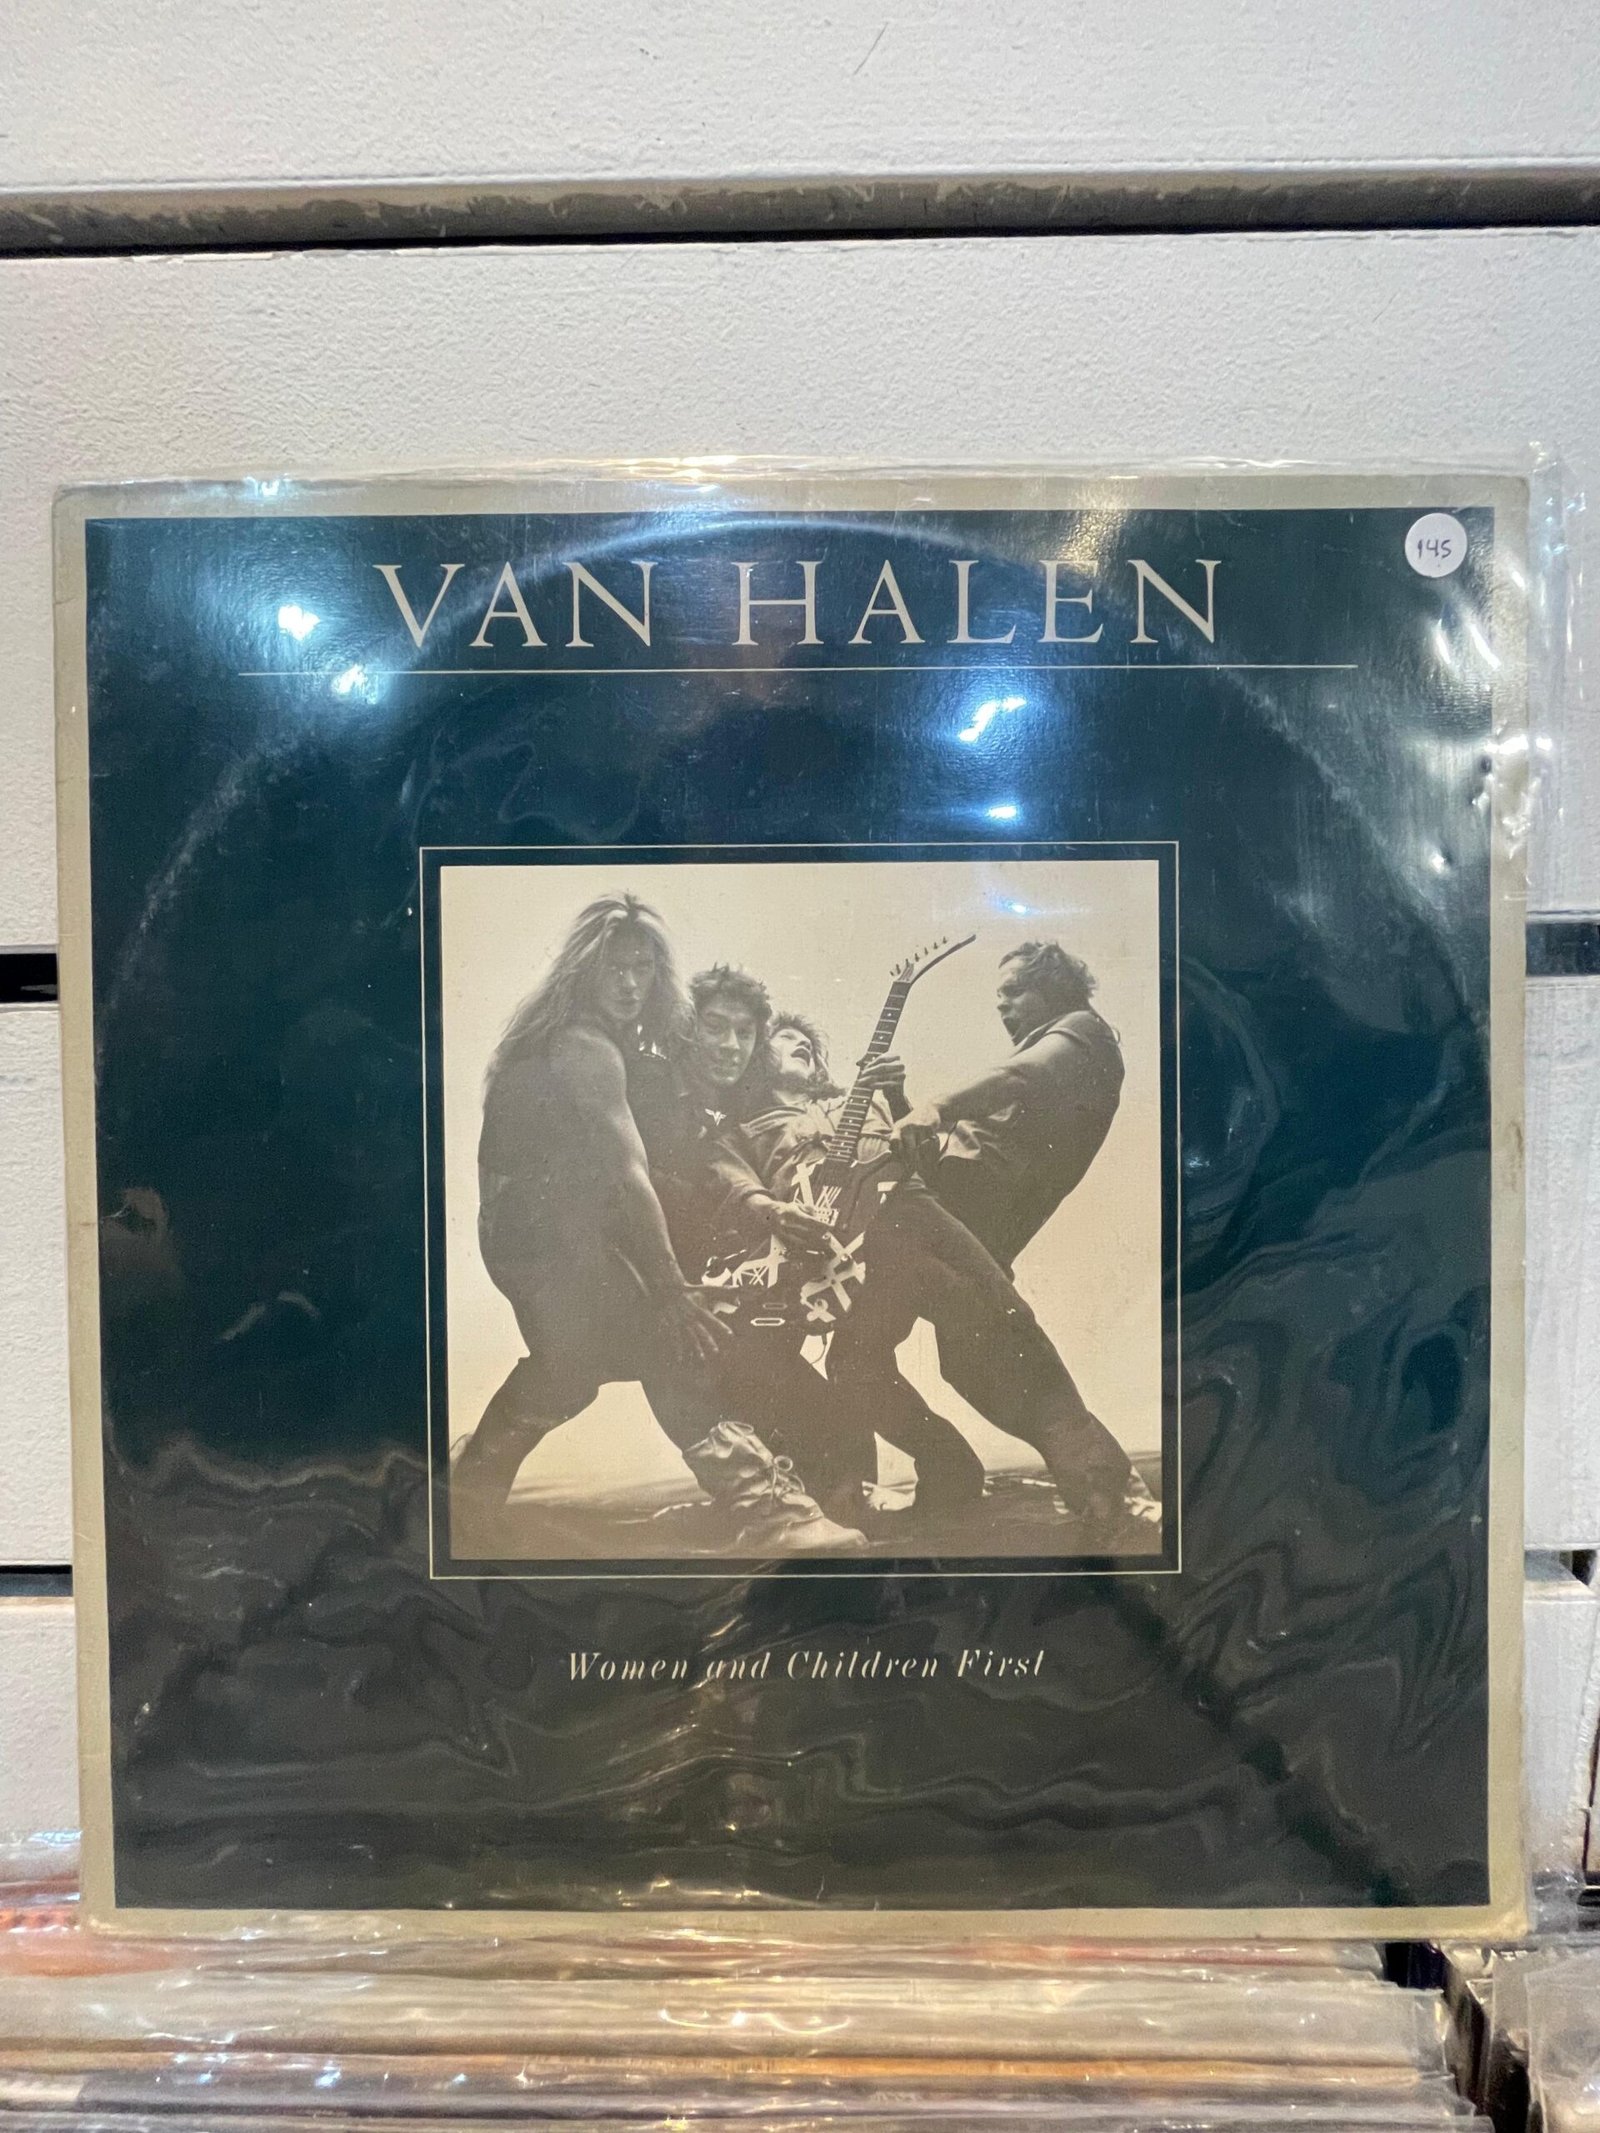 VAN HALEN
145
Women and Children First